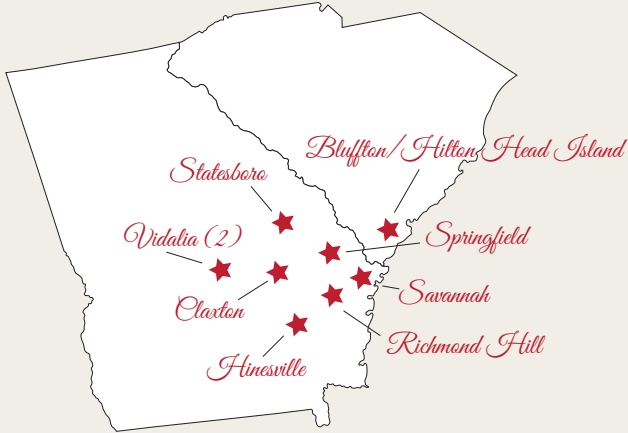 Bluffton/Hilton Head Island
Statesboro
Vidalia (2)
Springfield
Claxton
Savannah
Richmond Hill
Hinesville